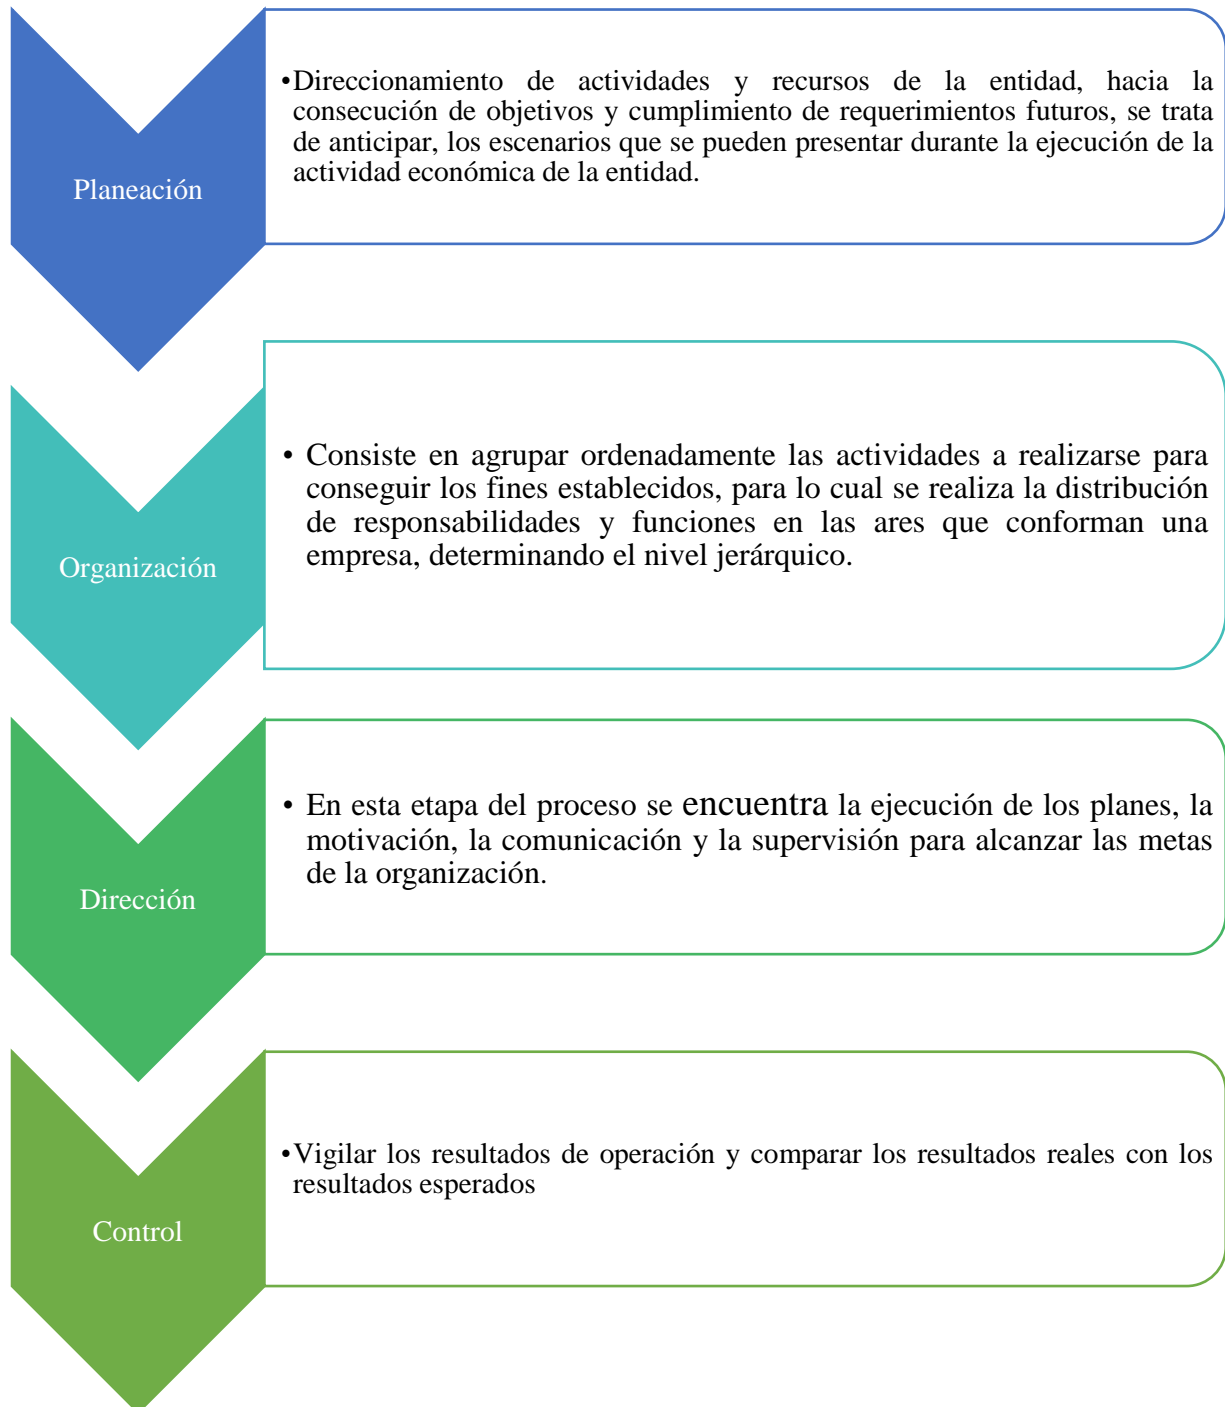 •Direccionamiento de actividades y recursos de la entidad, hacia la
consecución de objetivos y cumplimiento de requerimientos futuros, se trata
de anticipar, los escenarios que se pueden presentar durante la ejecución de la
actividad económica de la entidad.
Planeación
• Consiste en agrupar ordenadamente las actividades a realizarse para
conseguir los fines establecidos, para lo cual se realiza la distribución
de responsabilidades y funciones en las ares que conforman una
empresa, determinando el nivel jerárquico.
Organización
• En esta etapa del proceso se encuentra la ejecución de los planes, la
motivación, la comunicación y la supervisión para alcanzar las metas
de la organización.
Dirección
•Vigilar los resultados de operación y comparar los resultados reales con los
resultados esperados
Control